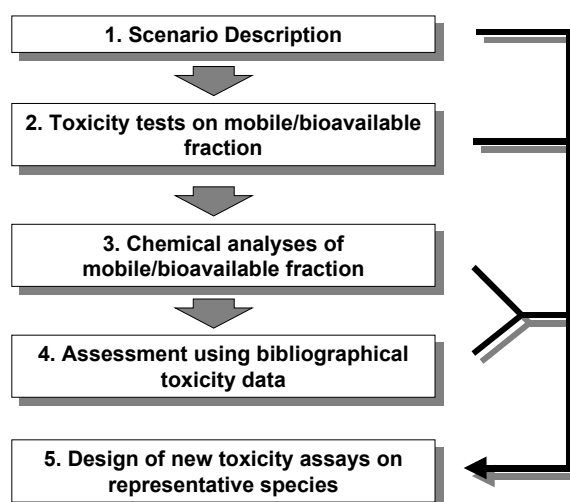 1. Scenario Description
2. Toxicity tests on mobile/bioavailable
fraction
3. Chemical analyses of
mobile/bioavailable fraction
4. Assessment using bibliographical
toxicity data
5. Design of new toxicity assays on
representative species